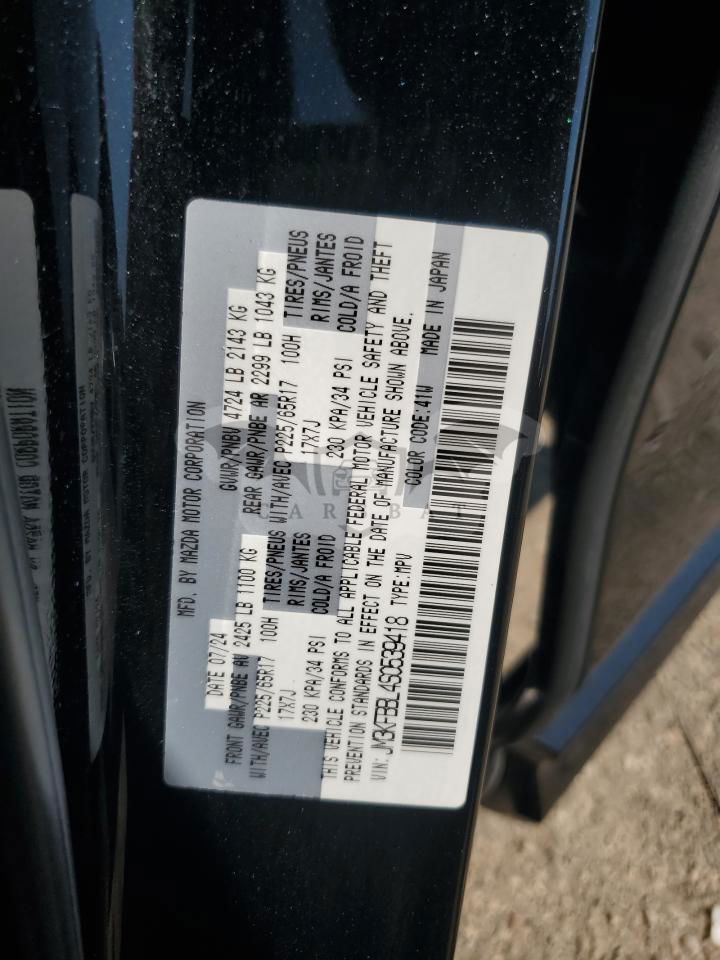 MFD. BY MAZDA MOTOR CORPORATION
DATE 07/24 GVWR/PNBV 4724 LB 2143 KG
FRONT GAWR/PNBE AV 2425 LB 1100 KG REAR GAWR/PNBE AR 2299 LB 1043 KG
WITH/AVEC P225/65R17 100H TIRES/PNEUS WITH/AVEC P225/65R17 100H TIRES/PNEUS
17X7J RIMS/JANTES 17X7J RIMS/JANTES
230 KPA/34 PSI COLD/A FROID 230 KPA/34 PSI COLD/A FROID
THIS VEHICLE CONFORMS TO ALL APPLICABLE FEDERAL MOTOR VEHICLE SAFETY AND THEFT
PREVENTION STANDARDS IN EFFECT ON THE DATE OF MANUFACTURE SHOWN ABOVE.
VIN: JM3KFBBL4S0539418 TYPE:MPV COLOR CODE:41W MADE IN JAPAN
CAR BAT